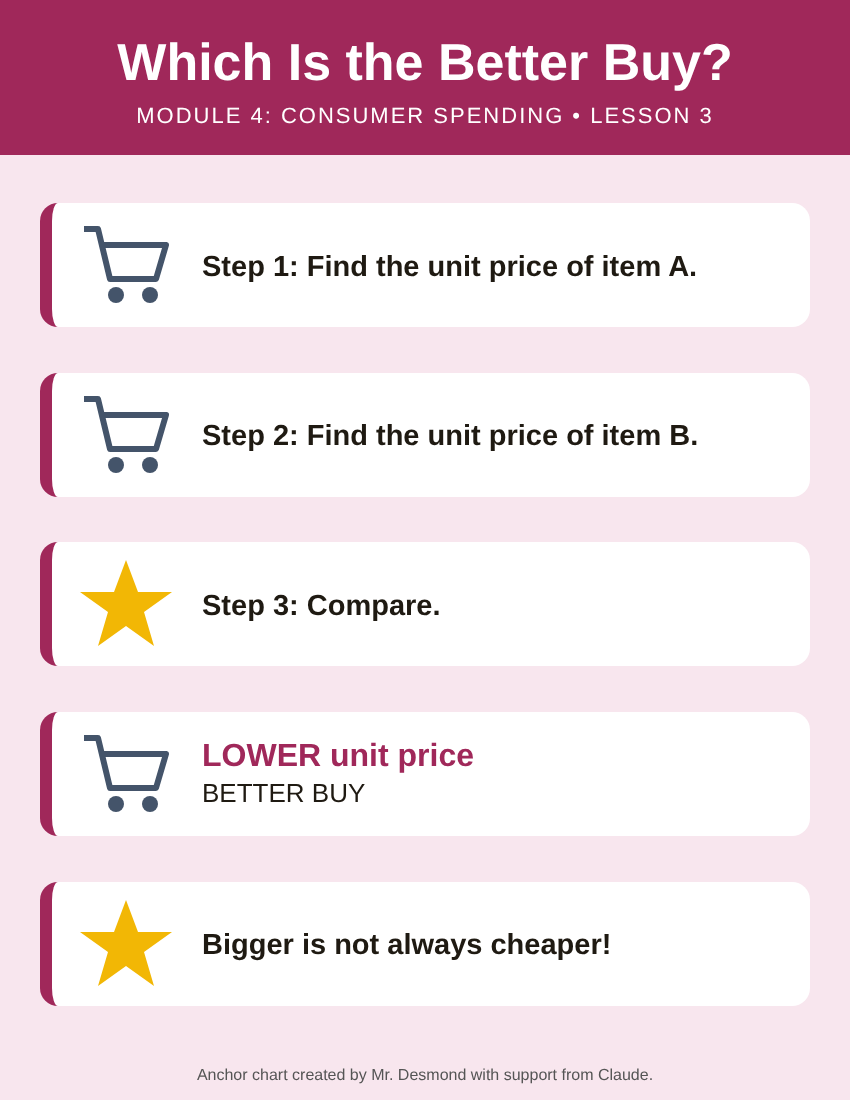 Which Is the Better Buy?
MODULE 4: CONSUMER SPENDING • LESSON 3
Step 1: Find the unit price of item A.
Step 2: Find the unit price of item B.
Step 3: Compare.
LOWER unit price
BETTER BUY
Bigger is not always cheaper!
Anchor chart created by Mr. Desmond with support from Claude.